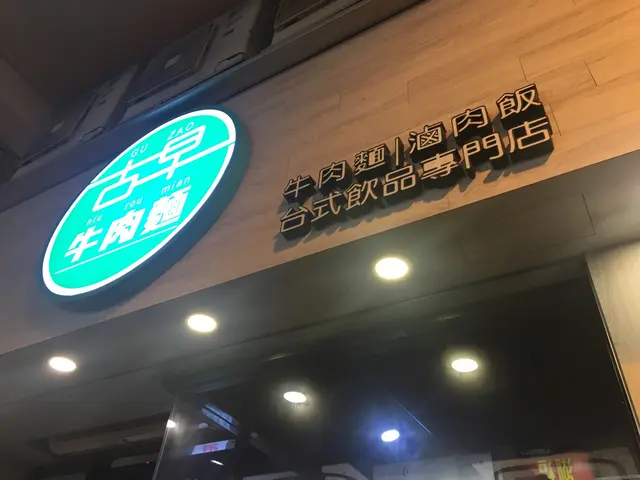 GU ZAO
古早
niu rou mian
牛肉麵
牛肉麵|滷肉飯
台式飲品專門店